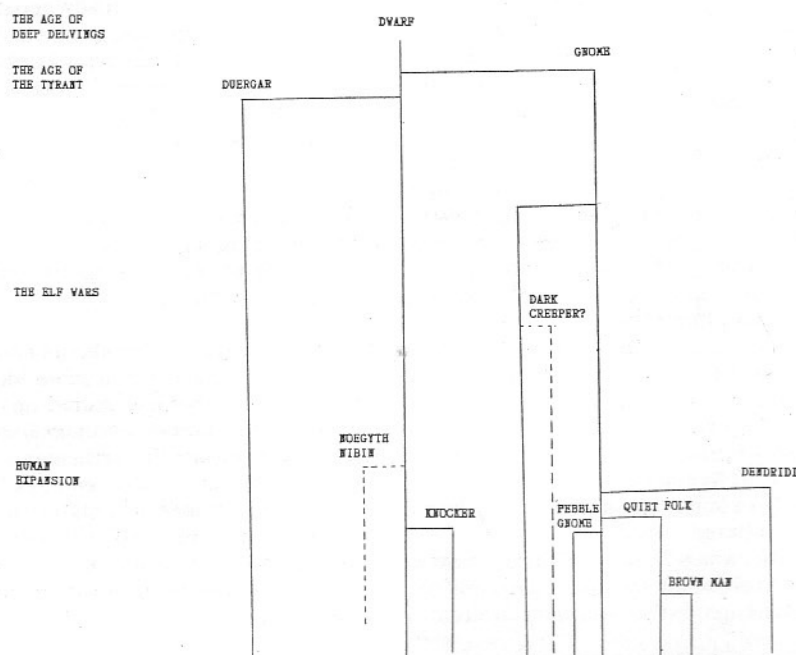 THE AGE OF
DEEP DELVINGS
DWARF
GNOME
THE AGE OF
THE TYRANT
DUERGAR
THE ELF WARS
DARK
CREEPER?
NOEGYTH
NIBIN
HUMAN
EXPANSION
DENDRIDI
KNOCKER
PEBBLE
GNOME
QUIET FOLK
BROWN MAN